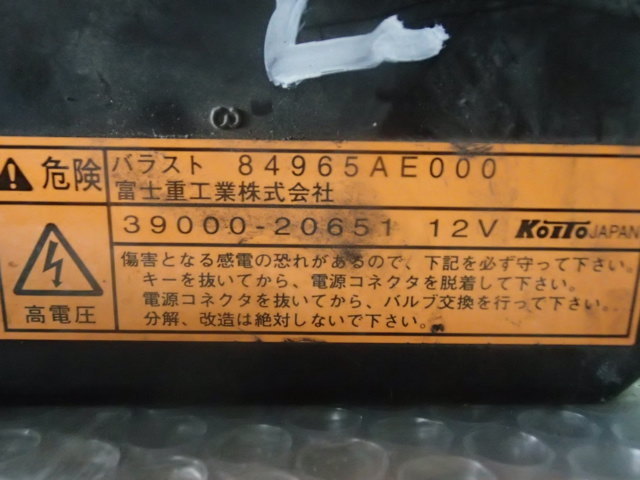 L
危険
バラスト 84965AE000
富士重工業株式会社
39000-20651 12V KOITO JAPAN
高電圧
傷害となる感電の恐れがあるので、下記を必ず守って下さい。
キーを抜いてから、電源コネクタを脱着して下さい。
電源コネクタを抜いてから、バルブ交換を行って下さい。
分解、改造は絶対しないで下さい。